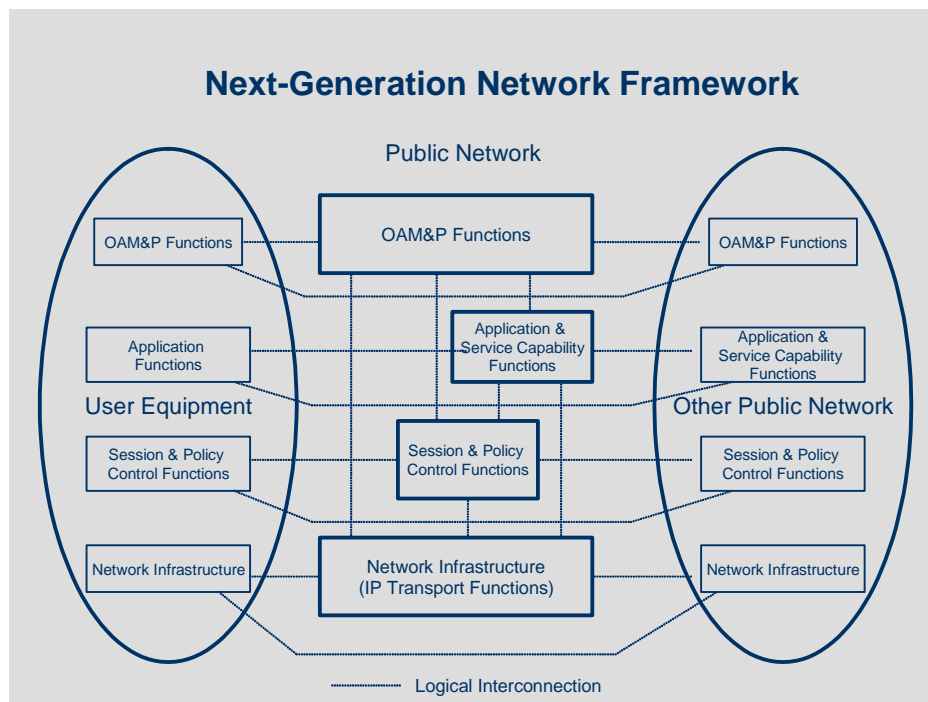 Next-Generation Network Framework
Public Network
OAM&P Functions
OAM&P Functions
OAM&P Functions
Application
Functions
Application &
Service Capability
Functions
Application &
Service Capability
Functions
User Equipment
Other Public Network
Session & Policy
Control Functions
Session & Policy
Control Functions
Session & Policy
Control Functions
Network Infrastructure
Network Infrastructure
(IP Transport Functions)
Network Infrastructure
Logical Interconnection